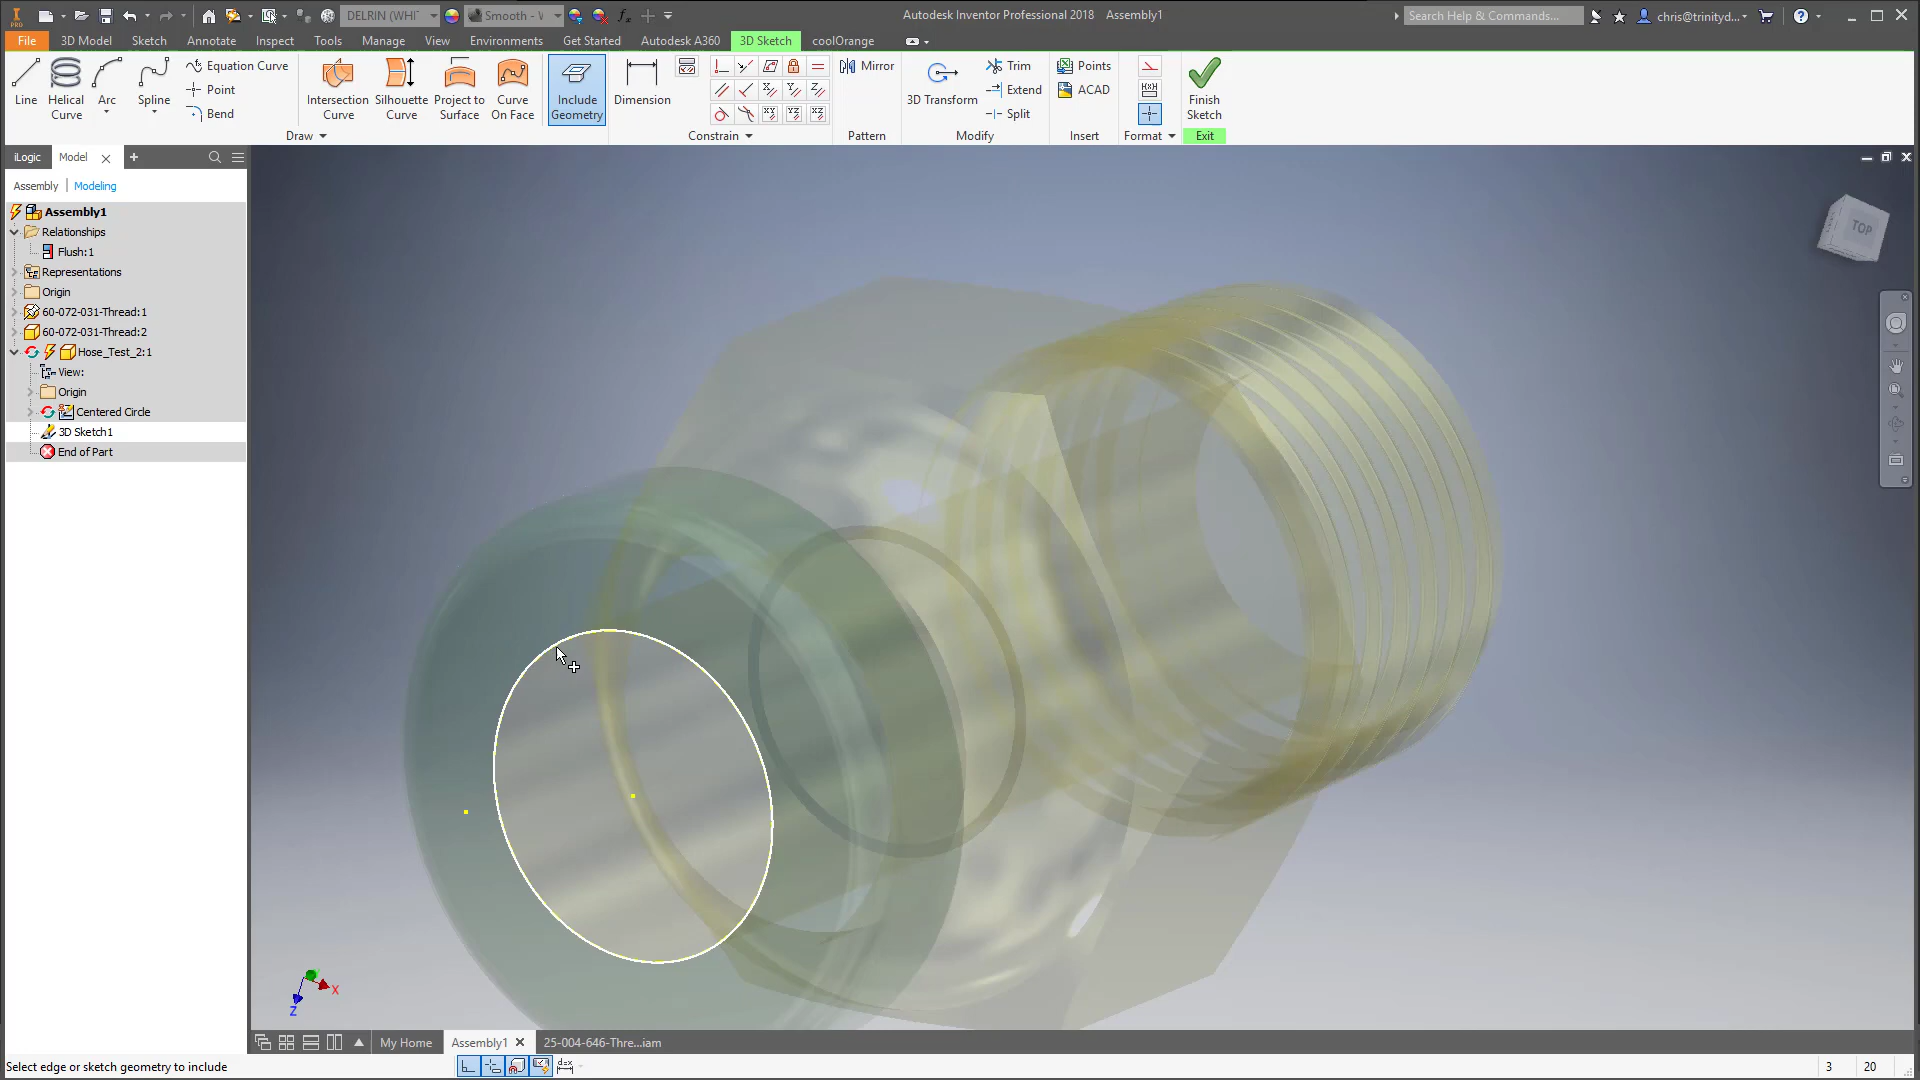 PRO DELRIN (WHI Smooth - V Autodesk Inventor Professional 2018 Assembly1 Search Help & Commands... chris@trinityd...
File 3D Model Sketch Annotate Inspect Tools Manage View Environments Get Started Autodesk A360 3D Sketch coolOrange
Line Helical Curve Arc Spline Equation Curve Point Bend
Intersection Curve Silhouette Curve Project to Surface Curve On Face Include Geometry Dimension
Mirror 3D Transform Trim Extend Split Points ACAD Finish Sketch
Draw Constrain Pattern Modify Insert Format Exit
iLogic Model
Assembly Modeling
Assembly1
Relationships
Flush:1
Representations
Origin
60-072-031-Thread:1
60-072-031-Thread:2
Hose_Test_2:1
View:
Origin
Centered Circle
3D Sketch1
End of Part
TOP
X
Z
My Home Assembly1 25-004-646-Thre...iam
Select edge or sketch geometry to include 3 20